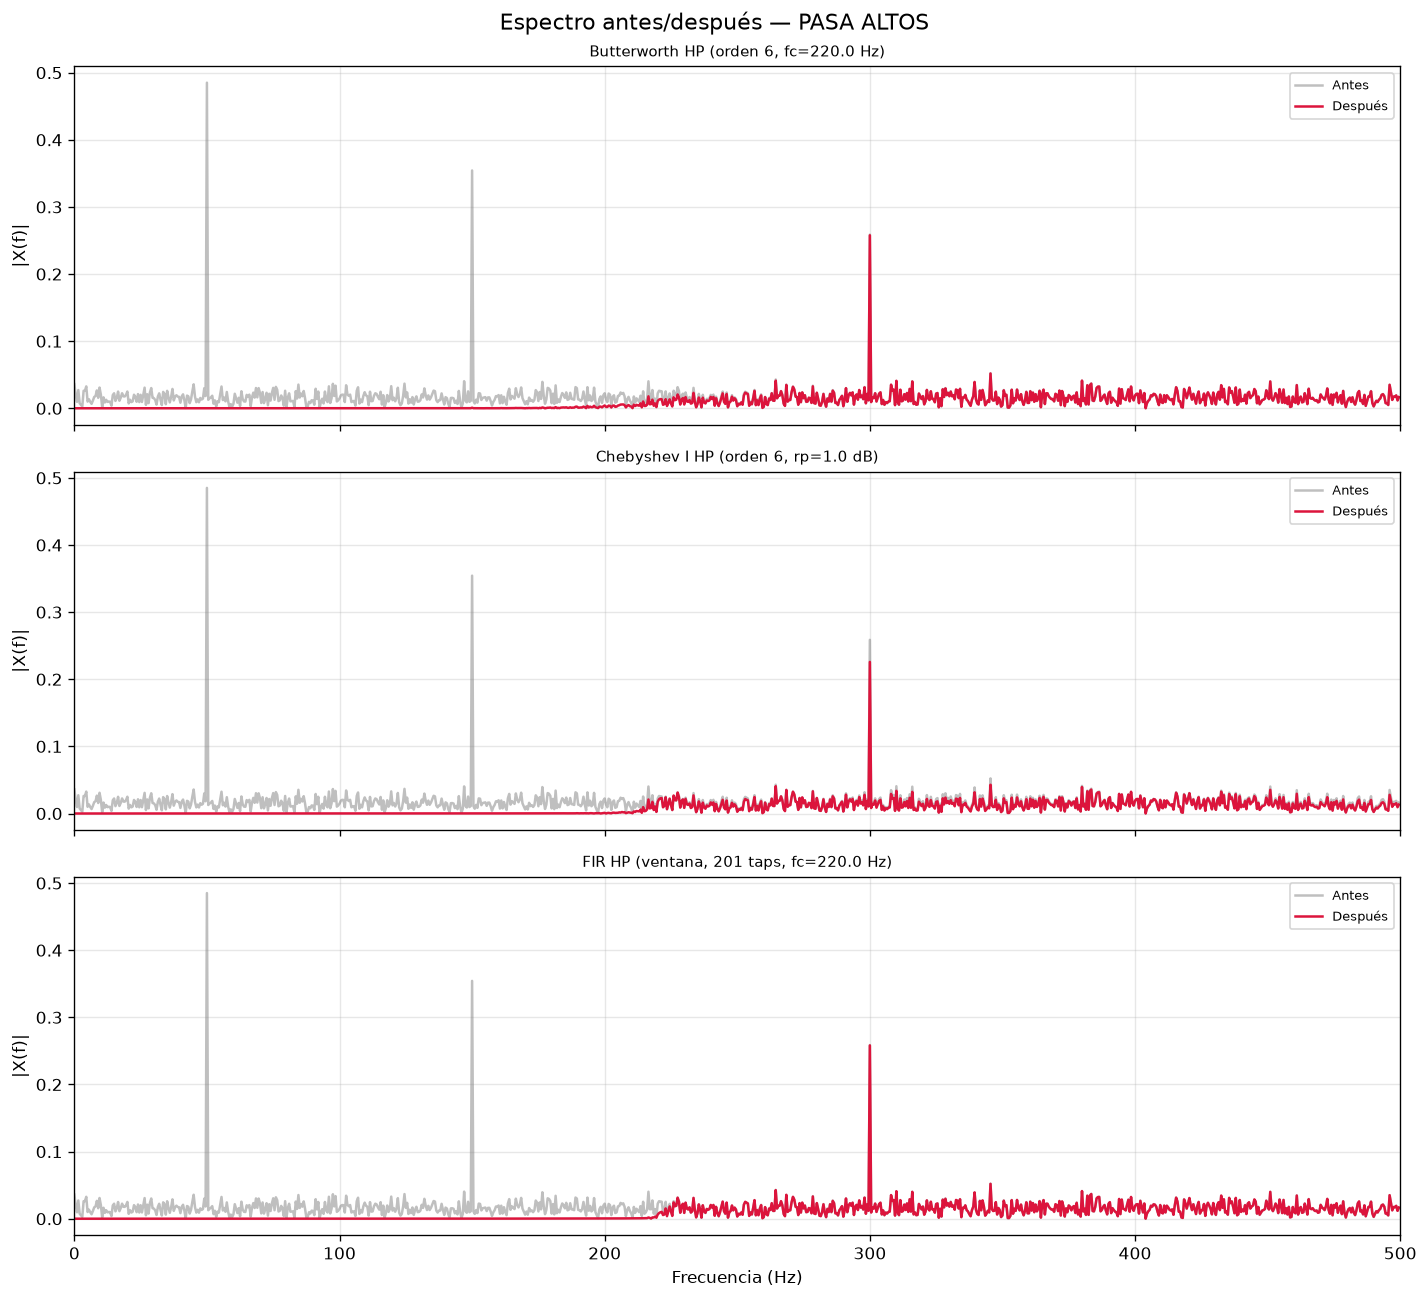 Espectro antes/después — PASA ALTOS
Butterworth HP (orden 6, fc=220.0 Hz)
0.5
0.4
0.3
0.2
0.1
0.0
|X(f)|
Antes
Después
Chebyshev I HP (orden 6, rp=1.0 dB)
0.5
0.4
0.3
0.2
0.1
0.0
|X(f)|
Antes
Después
FIR HP (ventana, 201 taps, fc=220.0 Hz)
0.5
0.4
0.3
0.2
0.1
0.0
|X(f)|
Antes
Después
0 100 200 300 400 500
Frecuencia (Hz)